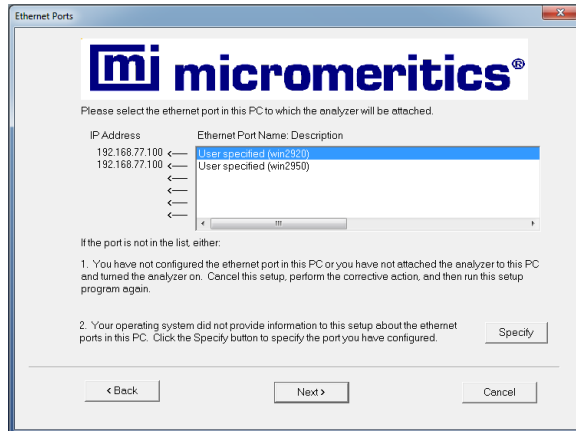 Ethernet Ports
mi micromeritics®
Please select the ethernet port in this PC to which the analyzer will be attached.
IP Address Ethernet Port Name: Description
192.168.77.100 <— User specified (win2920)
192.168.77.100 <— User specified (win2950)
<—
<—
<—
<—
If the port is not in the list, either:
1. You have not configured the ethernet port in this PC or you have not attached the analyzer to this PC
and turned the analyzer on. Cancel this setup, perform the corrective action, and then run this setup
program again.
2. Your operating system did not provide information to this setup about the ethernet
ports in this PC. Click the Specify button to specify the port you have configured.
Specify
< Back Next > Cancel